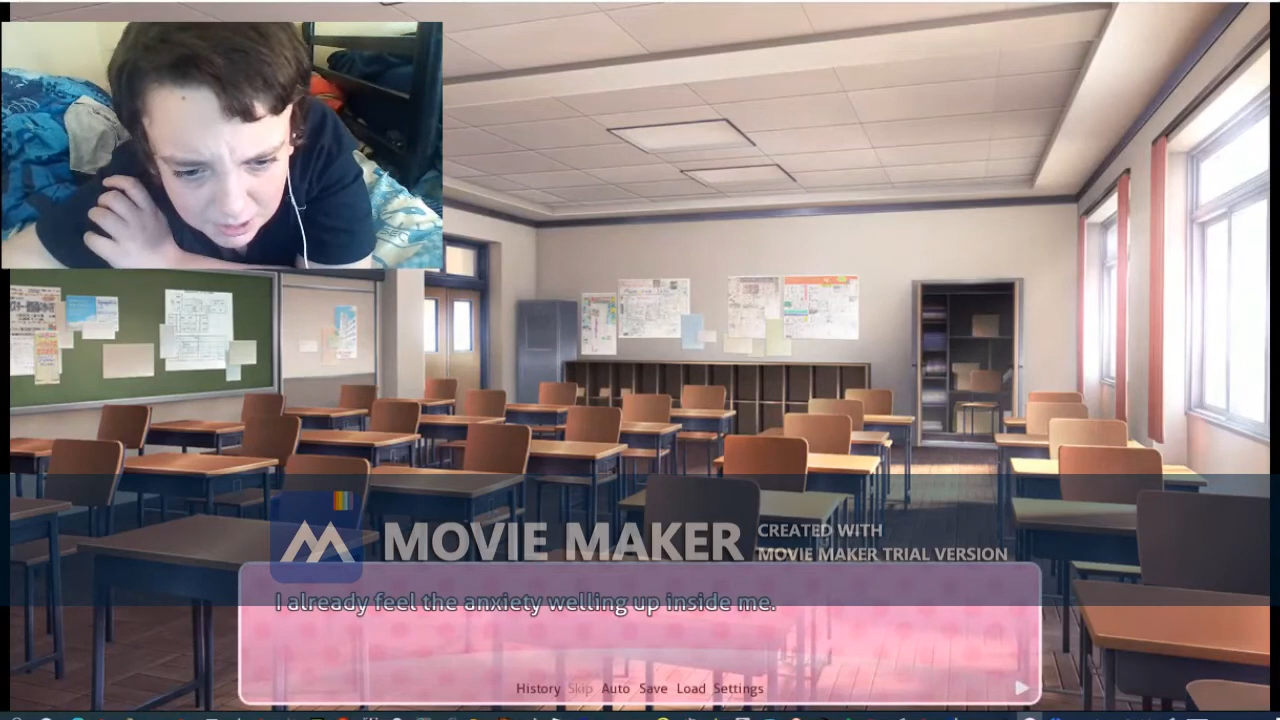 MOVIE MAKER
CREATED WITH
MOVIE MAKER TRIAL VERSION
I already feel the anxiety welling up inside me.
History Skip Auto Save Load Settings